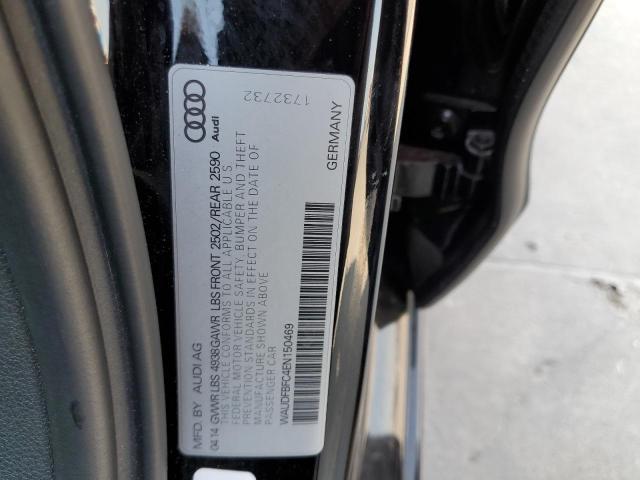 MFD. BY AUDI AG
Audi
0414 GVWR LBS 4938 GAWR LBS FRONT 2502/REAR 2590
THIS VEHICLE CONFORMS TO ALL APPLICABLE U S
FEDERAL MOTOR VEHICLE SAFETY, BUMPER AND THEFT
PREVENTION STANDARDS IN EFFECT ON THE DATE OF
MANUFACTURE SHOWN ABOVE
PASSENGER CAR
WAUDFBFC4EN150469
1732732
GERMANY